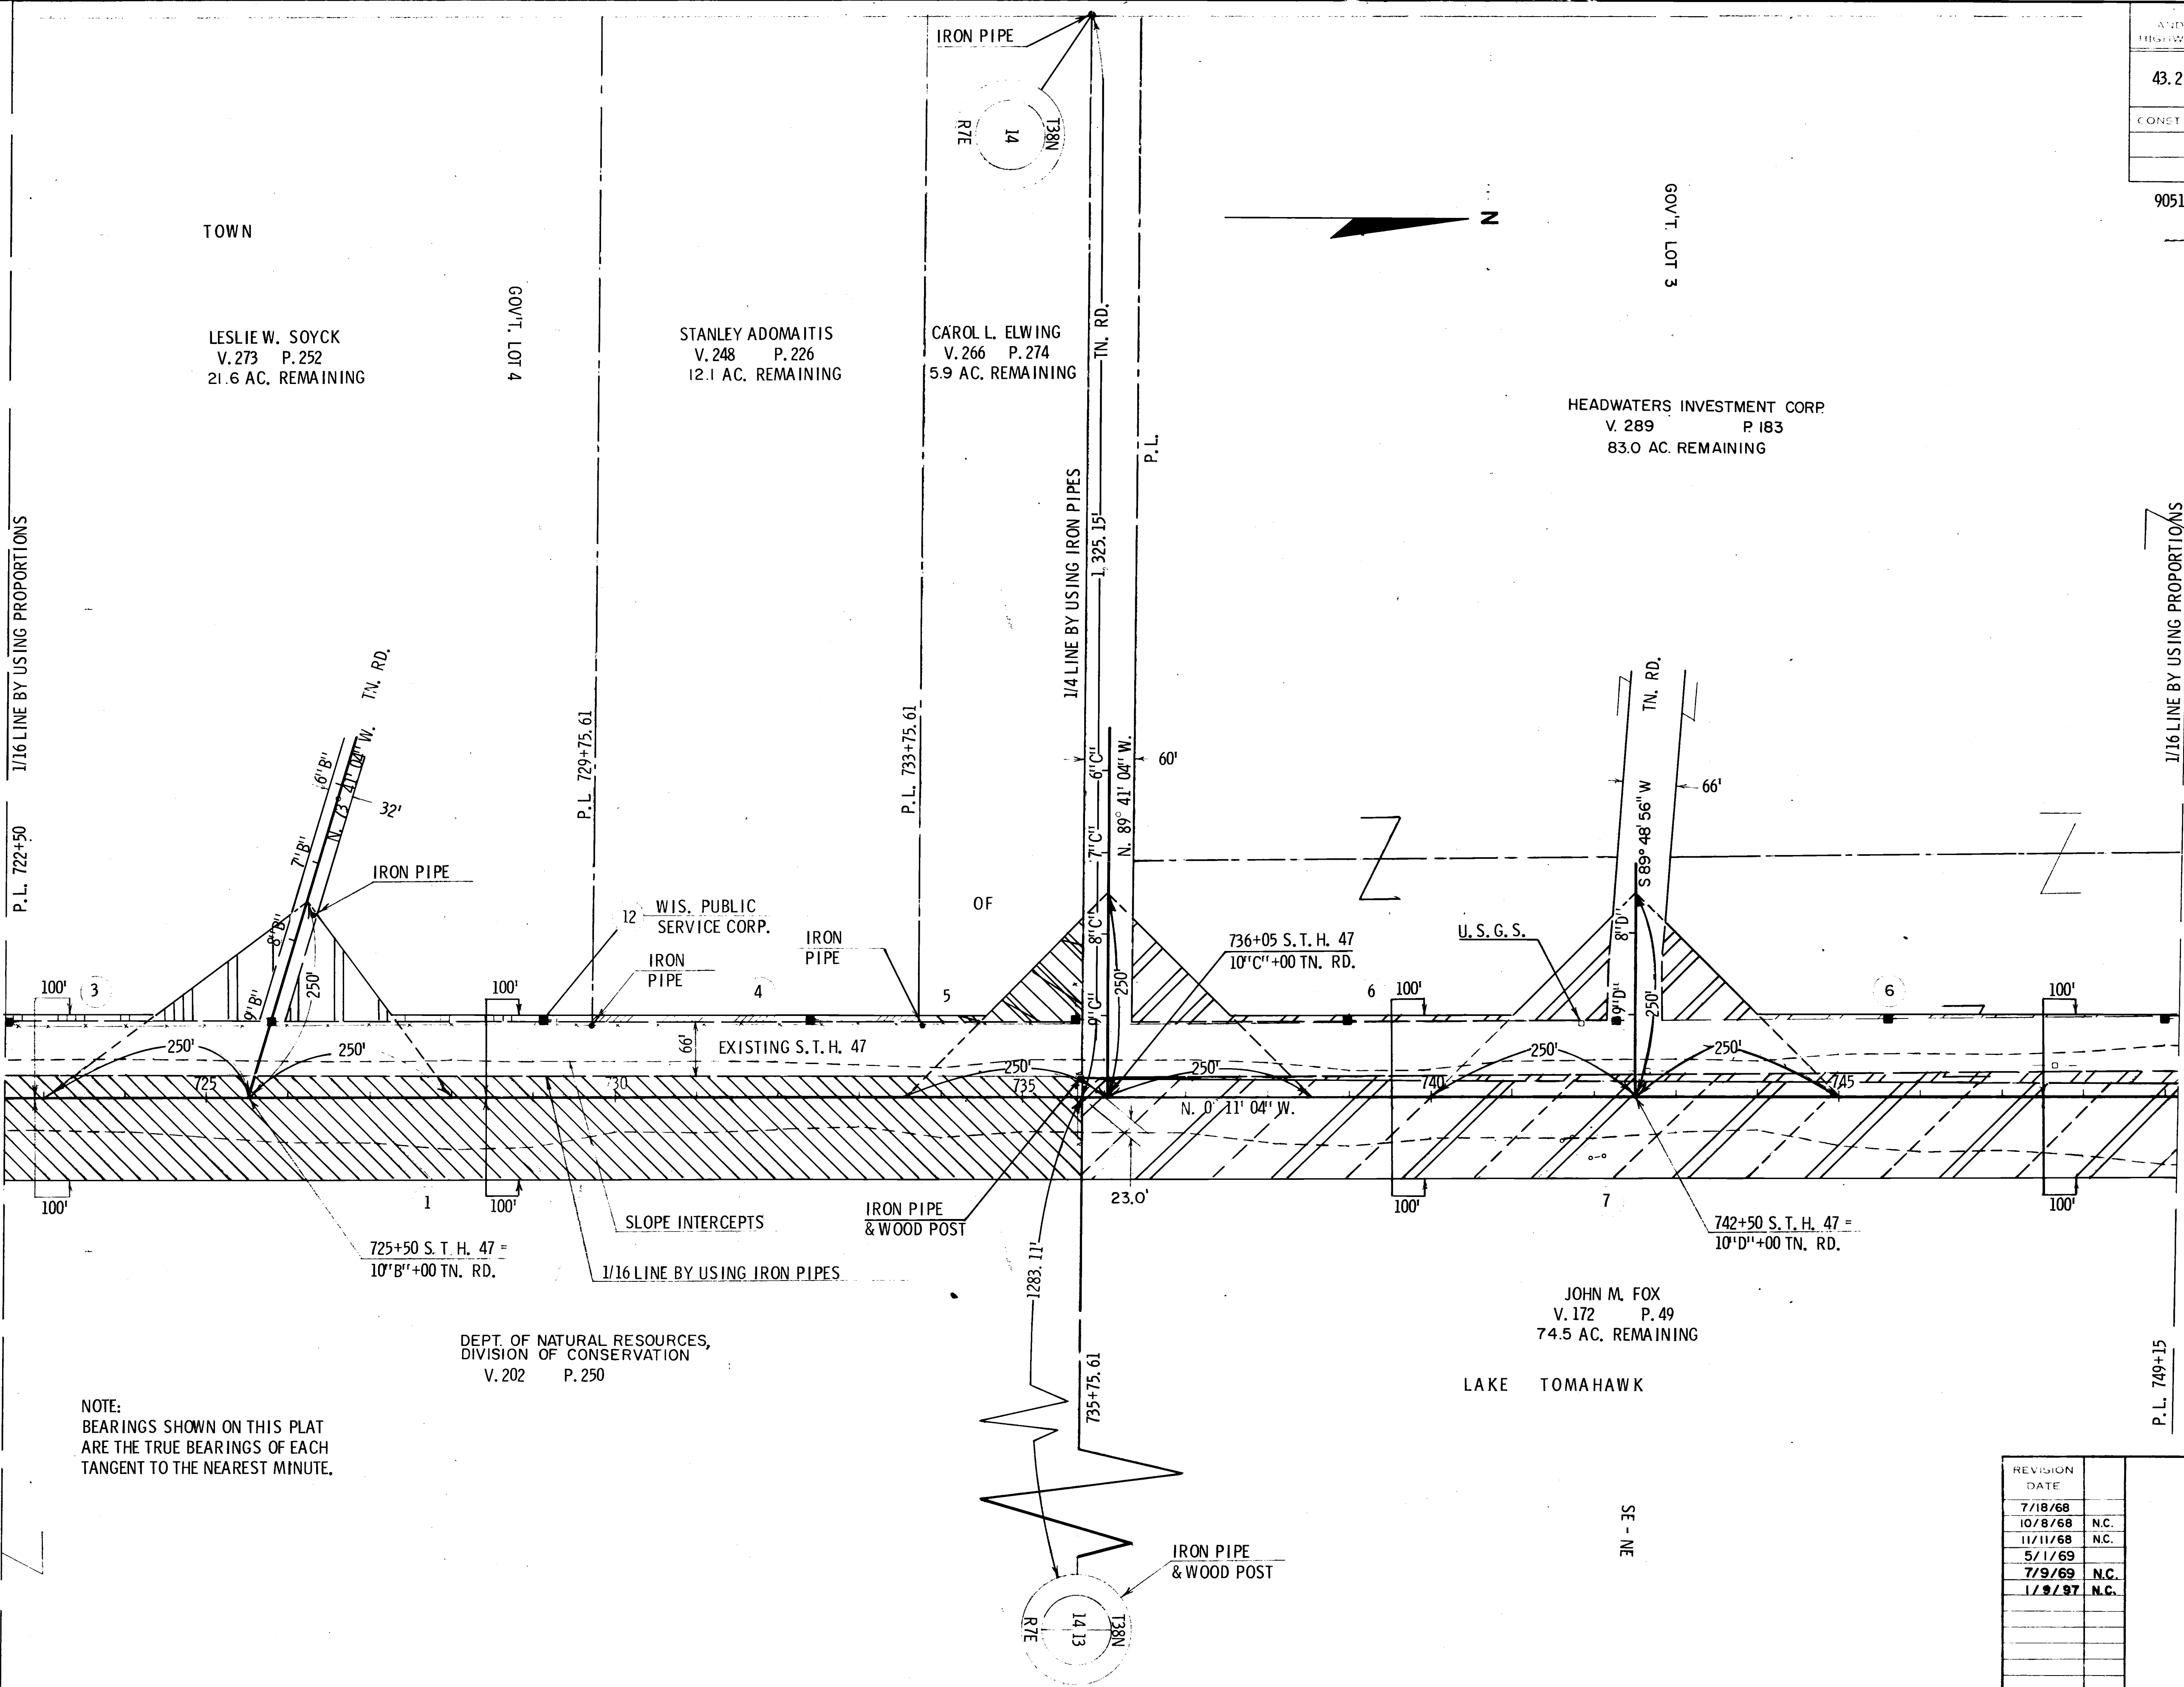 IRON PIPE
T38N
14
R7E
AND
HIGHW
43.2
CONST
9051
TOWN
N
GOV'T. LOT 3
GOV'T. LOT 4
LESLIE W. SOYCK
V. 273 P. 252
21.6 AC. REMAINING
STANLEY ADOMAITIS
V. 248 P. 226
12.1 AC. REMAINING
CAROL L. ELWING
V. 266 P. 274
5.9 AC. REMAINING
TN. RD.
P.L.
HEADWATERS INVESTMENT CORP.
V. 289 P. 183
83.0 AC. REMAINING
1/16 LINE BY USING PROPORTIONS
P.L. 722+50
1/4 LINE BY USING IRON PIPES
1,325.15'
1/16 LINE BY USING PROPORTIONS
TN. RD.
N. 73° 41' 04" W.
6"B"
7"B"
8"B"
9"B"
32'
IRON PIPE
P.L. 729+75.61
P.L. 733+75.61
6"C"
7"C"
8"C"
9"C"
N. 89° 41' 04" W.
60'
TN. RD.
S 89° 48' 56" W
66'
8"D"
9"D"
12 WIS. PUBLIC
SERVICE CORP.
OF
IRON
PIPE
IRON
PIPE
736+05 S.T.H. 47
10"C"+00 TN. RD.
U.S.G.S.
100'
3
250'
100'
4
5
250'
6
100'
250'
6
100'
66'
EXISTING S.T.H. 47
250'
250'
250'
250'
250'
250'
725
730
735
740
745
N. 0° 11' 04" W.
100'
1
100'
23.0'
100'
7
100'
SLOPE INTERCEPTS
IRON PIPE
& WOOD POST
725+50 S.T.H. 47 =
10"B"+00 TN. RD.
1/16 LINE BY USING IRON PIPES
742+50 S.T.H. 47 =
10"D"+00 TN. RD.
1283.11'
735+75.61
DEPT. OF NATURAL RESOURCES,
DIVISION OF CONSERVATION
V. 202 P. 250
JOHN M. FOX
V. 172 P. 49
74.5 AC. REMAINING
LAKE TOMAHAWK
P.L. 749+15
NOTE:
BEARINGS SHOWN ON THIS PLAT
ARE THE TRUE BEARINGS OF EACH
TANGENT TO THE NEAREST MINUTE.
SE - NE
IRON PIPE
& WOOD POST
T38N
14 13
R7E
REVISION
DATE
7/18/68
10/8/68 N.C.
11/11/68 N.C.
5/1/69
7/9/69 N.C.
1/9/97 N.C.